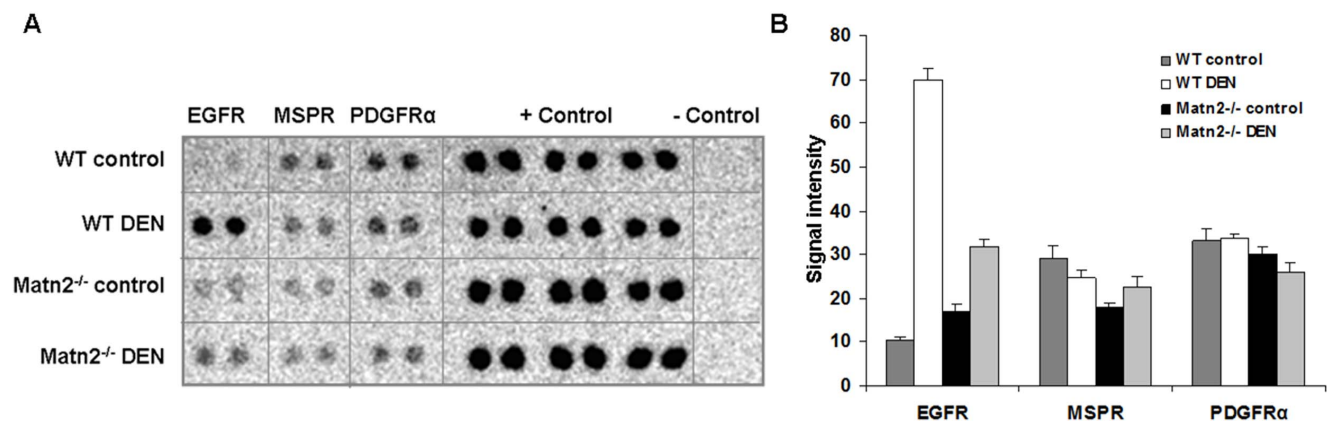 A
EGFR MSPR PDGFRα + Control - Control
WT control
WT DEN
Matn2-/- control
Matn2-/- DEN
B
Signal intensity
80
70
60
50
40
30
20
10
0
WT control
WT DEN
Matn2-/- control
Matn2-/- DEN
EGFR MSPR PDGFRα